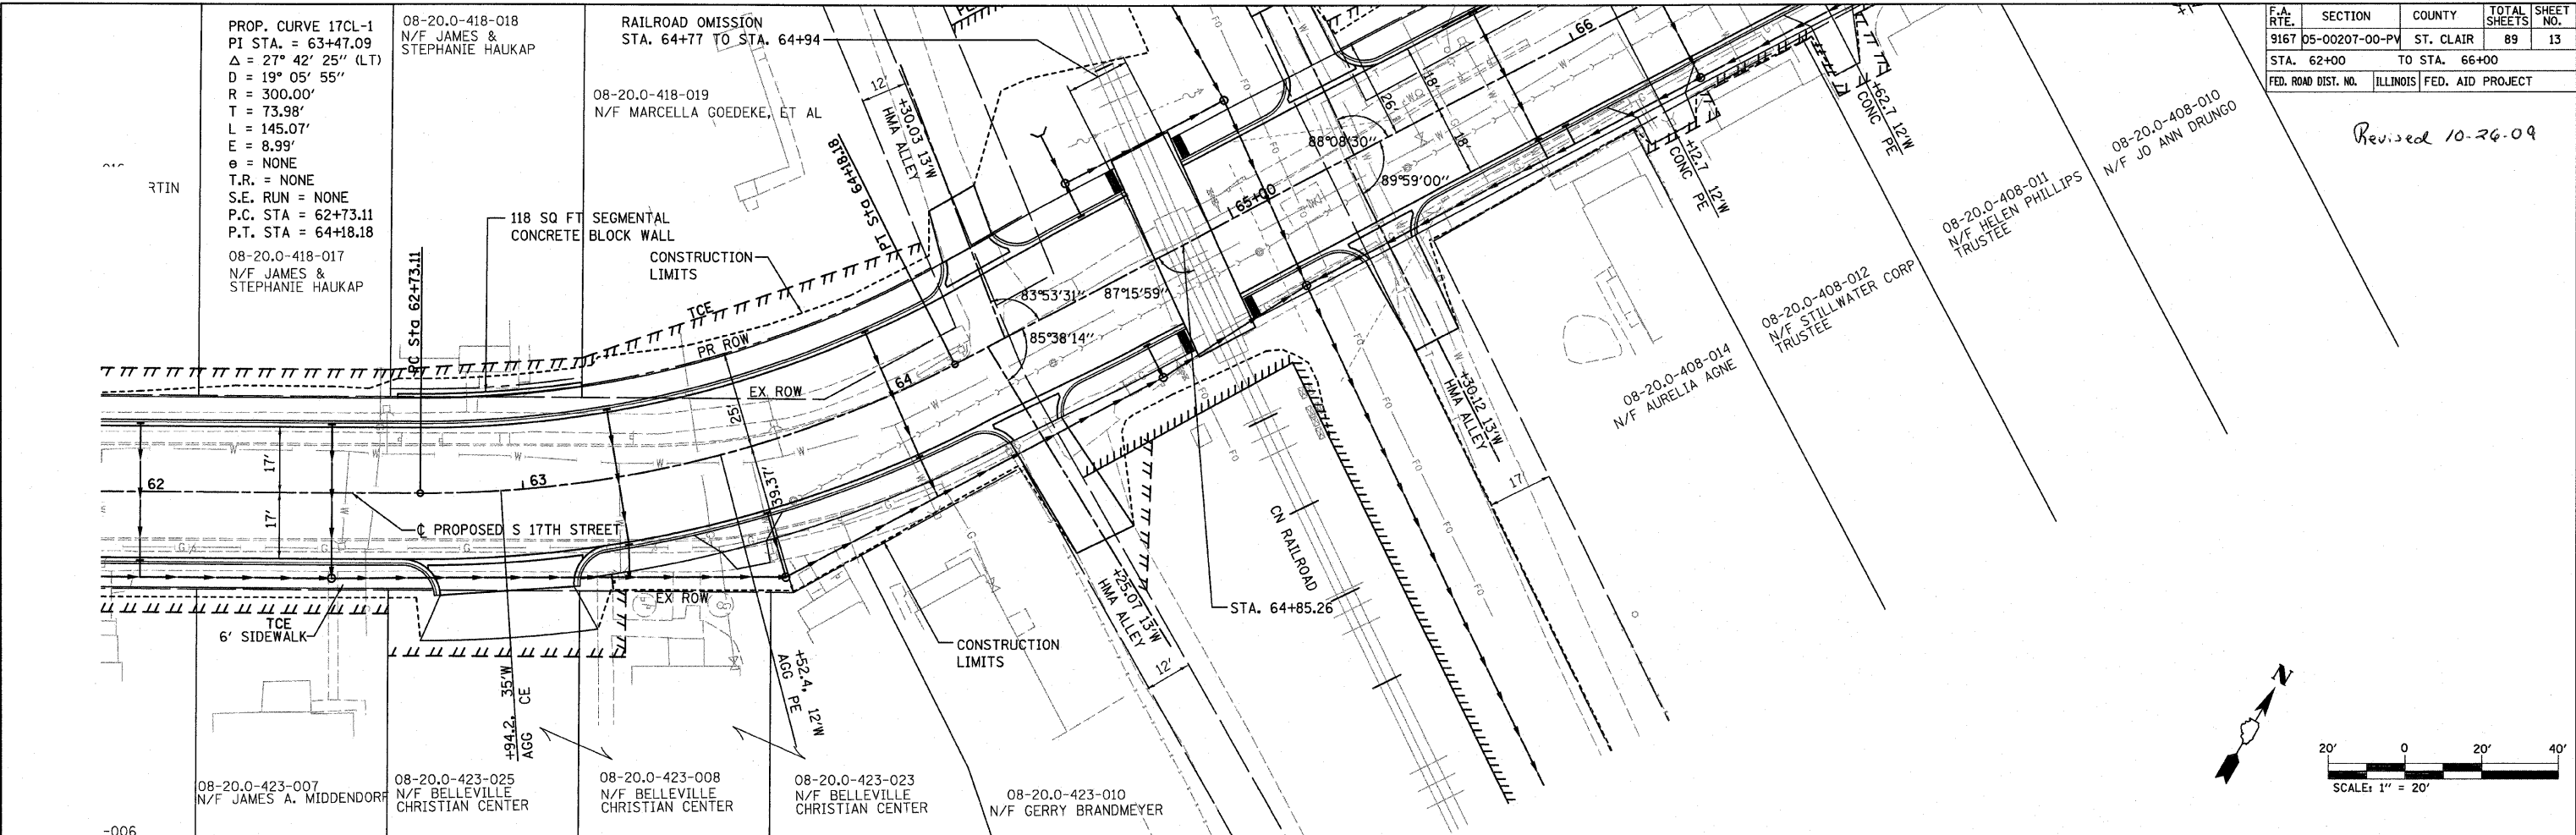 PROP. CURVE 17CL-1
PI STA. = 63+47.09
Δ = 27° 42' 25" (LT)
D = 19° 05' 55"
R = 300.00'
T = 73.98'
L = 145.07'
E = 8.99'
e = NONE
T.R. = NONE
S.E. RUN = NONE
P.C. STA = 62+73.11
P.T. STA = 64+18.18
08-20.0-418-017
N/F JAMES &
STEPHANIE HAUKAP
RTIN
08-20.0-418-018
N/F JAMES &
STEPHANIE HAUKAP
RAILROAD OMISSION
STA. 64+77 TO STA. 64+94
08-20.0-418-019
N/F MARCELLA GOEDEKE, ET AL
118 SQ FT SEGMENTAL
CONCRETE BLOCK WALL
CONSTRUCTION
LIMITS
TCE
PR ROW
EX ROW
PC Sta 62+73.11
PT Sta 64+18.18
12'
+30.03 13'W
HMA ALLEY
83°53'31"
87°15'59"
85°38'14"
88°08'30"
89°59'00"
26'
18'
18'
62
63
64
65+00
66
17'
17'
25'
39.37'
℄ PROPOSED S 17TH STREET
EX ROW
TCE
6' SIDEWALK
+94.2, 35'W
AGG CE
+52.4, 12'W
AGG PE
CONSTRUCTION
LIMITS
+25.07 13'W
HMA ALLEY
12'
STA. 64+85.26
CN RAILROAD
+30.12 13'W
HMA ALLEY
17'
+12.7 12'W
CONC PE
+62.7 12'W
CONC PE
08-20.0-423-007
N/F JAMES A. MIDDENDORF
08-20.0-423-025
N/F BELLEVILLE
CHRISTIAN CENTER
08-20.0-423-008
N/F BELLEVILLE
CHRISTIAN CENTER
08-20.0-423-023
N/F BELLEVILLE
CHRISTIAN CENTER
08-20.0-423-010
N/F GERRY BRANDMEYER
-006
08-20.0-408-014
N/F AURELIA AGNE
08-20.0-408-012
N/F STILLWATER CORP
TRUSTEE
08-20.0-408-011
N/F HELEN PHILLIPS
TRUSTEE
08-20.0-408-010
N/F JO ANN DRUNGO
F.A. RTE. SECTION COUNTY TOTAL SHEETS SHEET NO.
9167 05-00207-00-PV ST. CLAIR 89 13
STA. 62+00 TO STA. 66+00
FED. ROAD DIST. NO. ILLINOIS FED. AID PROJECT
Revised 10-26-09
N
20' 0 20' 40'
SCALE: 1" = 20'